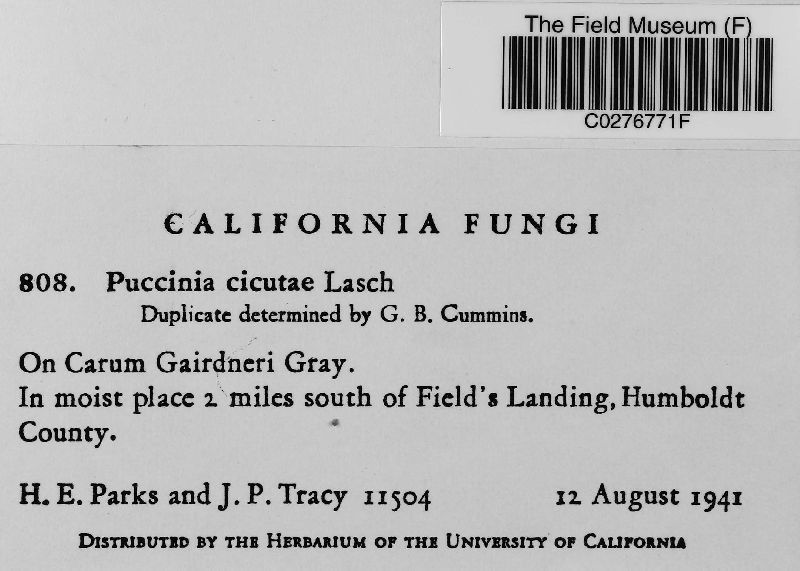 The Field Museum (F)
C0276771F
CALIFORNIA FUNGI
808. Puccinia cicutae Lasch
Duplicate determined by G. B. Cummins.
On Carum Gairdneri Gray.
In moist place 2 miles south of Field's Landing, Humboldt
County.
H. E. Parks and J. P. Tracy 11504 12 August 1941
DISTRIBUTED BY THE HERBARIUM OF THE UNIVERSITY OF CALIFORNIA